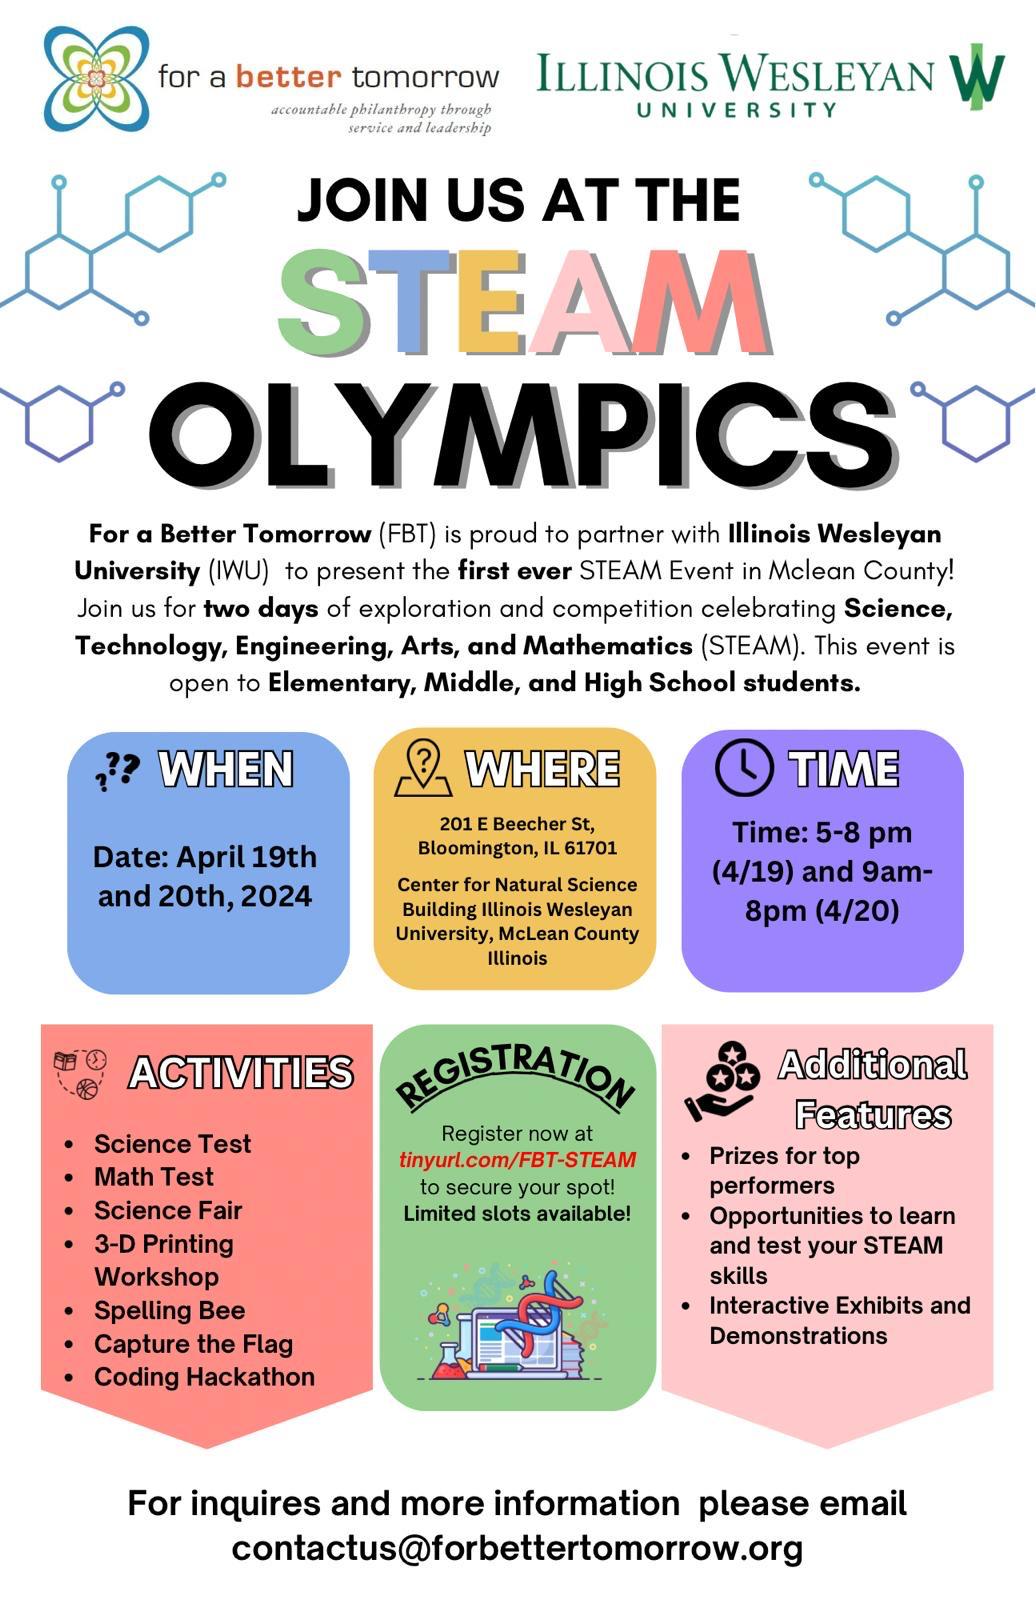 for a better tomorrow
accountable philanthropy through
service and leadership
ILLINOIS WESLEYAN
UNIVERSITY
W
JOIN US AT THE
STEAM
OLYMPICS
For a Better Tomorrow (FBT) is proud to partner with Illinois Wesleyan
University (IWU) to present the first ever STEAM Event in Mclean County!
Join us for two days of exploration and competition celebrating Science,
Technology, Engineering, Arts, and Mathematics (STEAM). This event is
open to Elementary, Middle, and High School students.
??? WHEN
Date: April 19th
and 20th, 2024
? WHERE
201 E Beecher St,
Bloomington, IL 61701
Center for Natural Science
Building Illinois Wesleyan
University, McLean County
Illinois
TIME
Time: 5-8 pm
(4/19) and 9am-
8pm (4/20)
ACTIVITIES
• Science Test
• Math Test
• Science Fair
• 3-D Printing
Workshop
• Spelling Bee
• Capture the Flag
• Coding Hackathon
REGISTRATION
Register now at
tinyurl.com/FBT-STEAM
to secure your spot!
Limited slots available!
Additional
Features
• Prizes for top
performers
• Opportunities to learn
and test your STEAM
skills
• Interactive Exhibits and
Demonstrations
For inquires and more information please email
contactus@forbettertomorrow.org